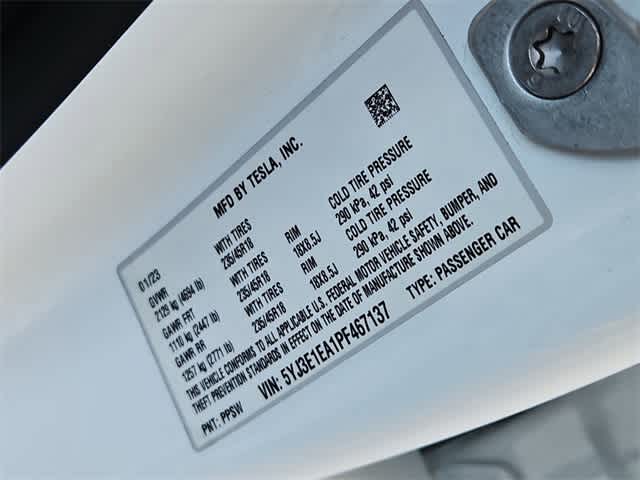 MFD BY TESLA, INC.
01/23
GVWR
2125 kg (4684 lb)
GAWR FRT WITH TIRES RIM COLD TIRE PRESSURE
1110 kg (2447 lb) 235/45R18 18X8.5J 290 kPa, 42 psi
GAWR RR WITH TIRES RIM COLD TIRE PRESSURE
1257 kg (2771 lb) 235/45R18 18X8.5J 290 kPa, 42 psi
THIS VEHICLE CONFORMS TO ALL APPLICABLE U.S. FEDERAL MOTOR VEHICLE SAFETY, BUMPER, AND
THEFT PREVENTION STANDARDS IN EFFECT ON THE DATE OF MANUFACTURE SHOWN ABOVE.
VIN: 5YJ3E1EA1PF467137 TYPE: PASSENGER CAR
PNT: PPSW